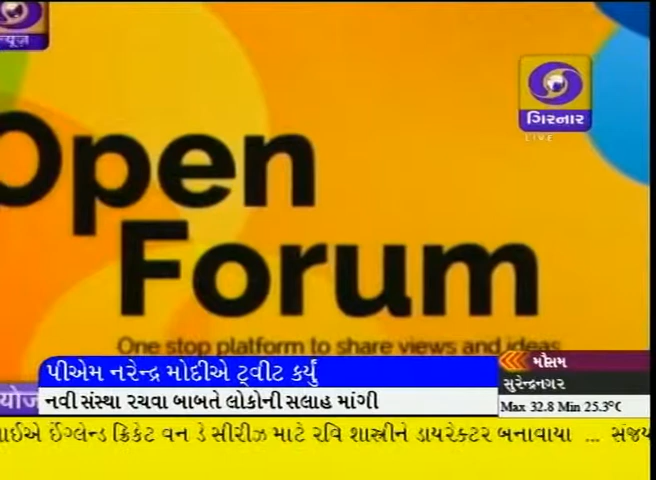 न्यूज़
ગિરનાર
LIVE
Open
Forum
One stop platform to share views and ideas
પીએમ નરેન્દ્ર મોદીએ ટ્વીટ કર્યું
નવી સંસ્થા રચવા બાબતે લોકોની સલાહ માંગી
મૌસમ
સુરેન્દ્રનગર
Max 32.8 Min 25.3°C
ઈંગ્લેન્ડ ક્રિકેટ વન ડે સીરીઝ માટે રવિ શાસ્ત્રીને ડાયરેક્ટર બનાવાયા ...